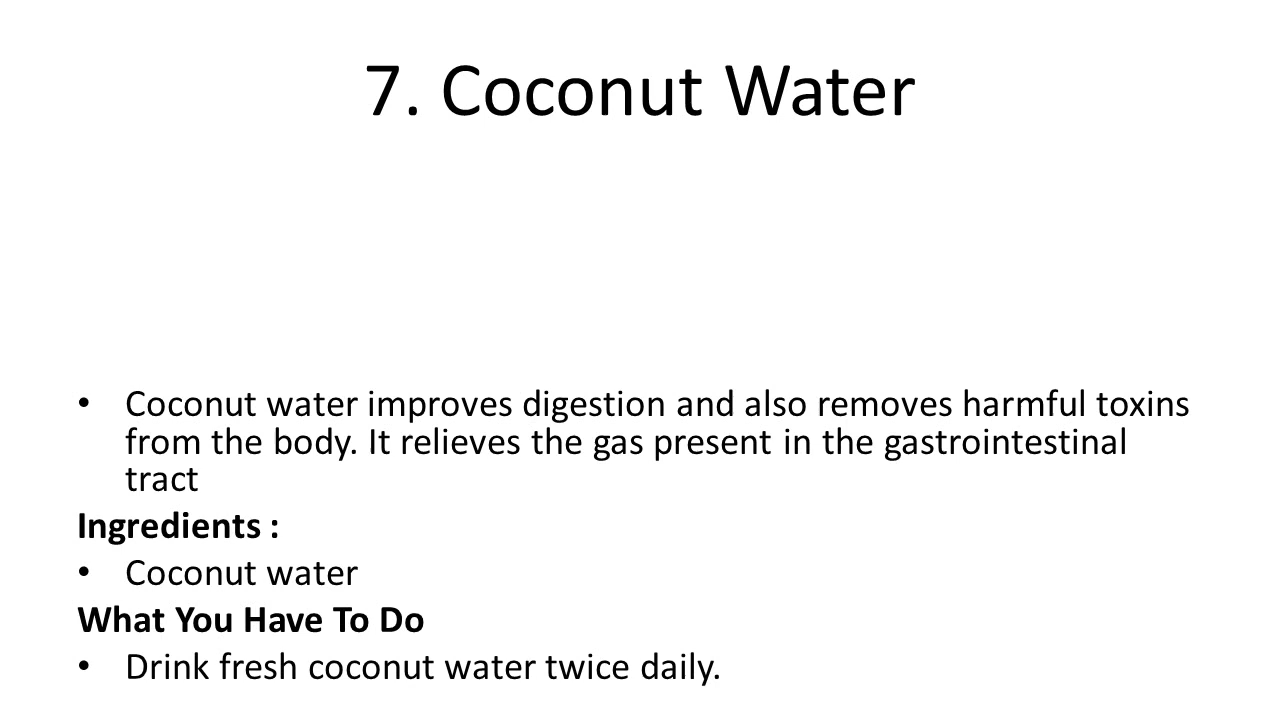 7. Coconut Water
• Coconut water improves digestion and also removes harmful toxins
from the body. It relieves the gas present in the gastrointestinal
tract
Ingredients :
• Coconut water
What You Have To Do
• Drink fresh coconut water twice daily.